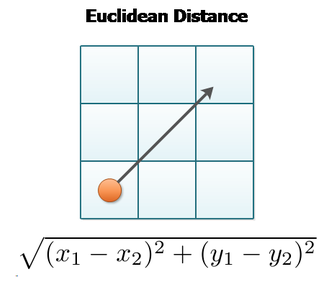 Euclidean Distance
√(x₁ − x₂)² + (y₁ − y₂)²